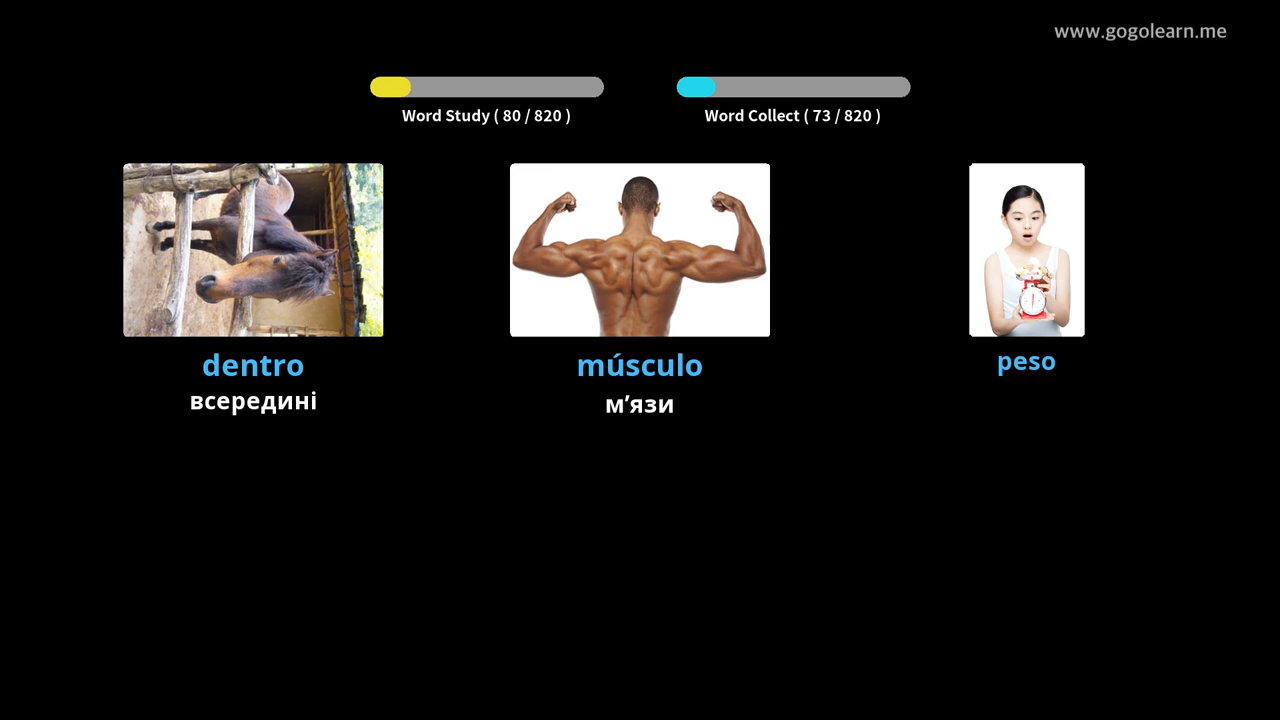 www.gogolearn.me
Word Study ( 80 / 820 )
Word Collect ( 73 / 820 )
dentro
всередині
músculo
м’язи
peso